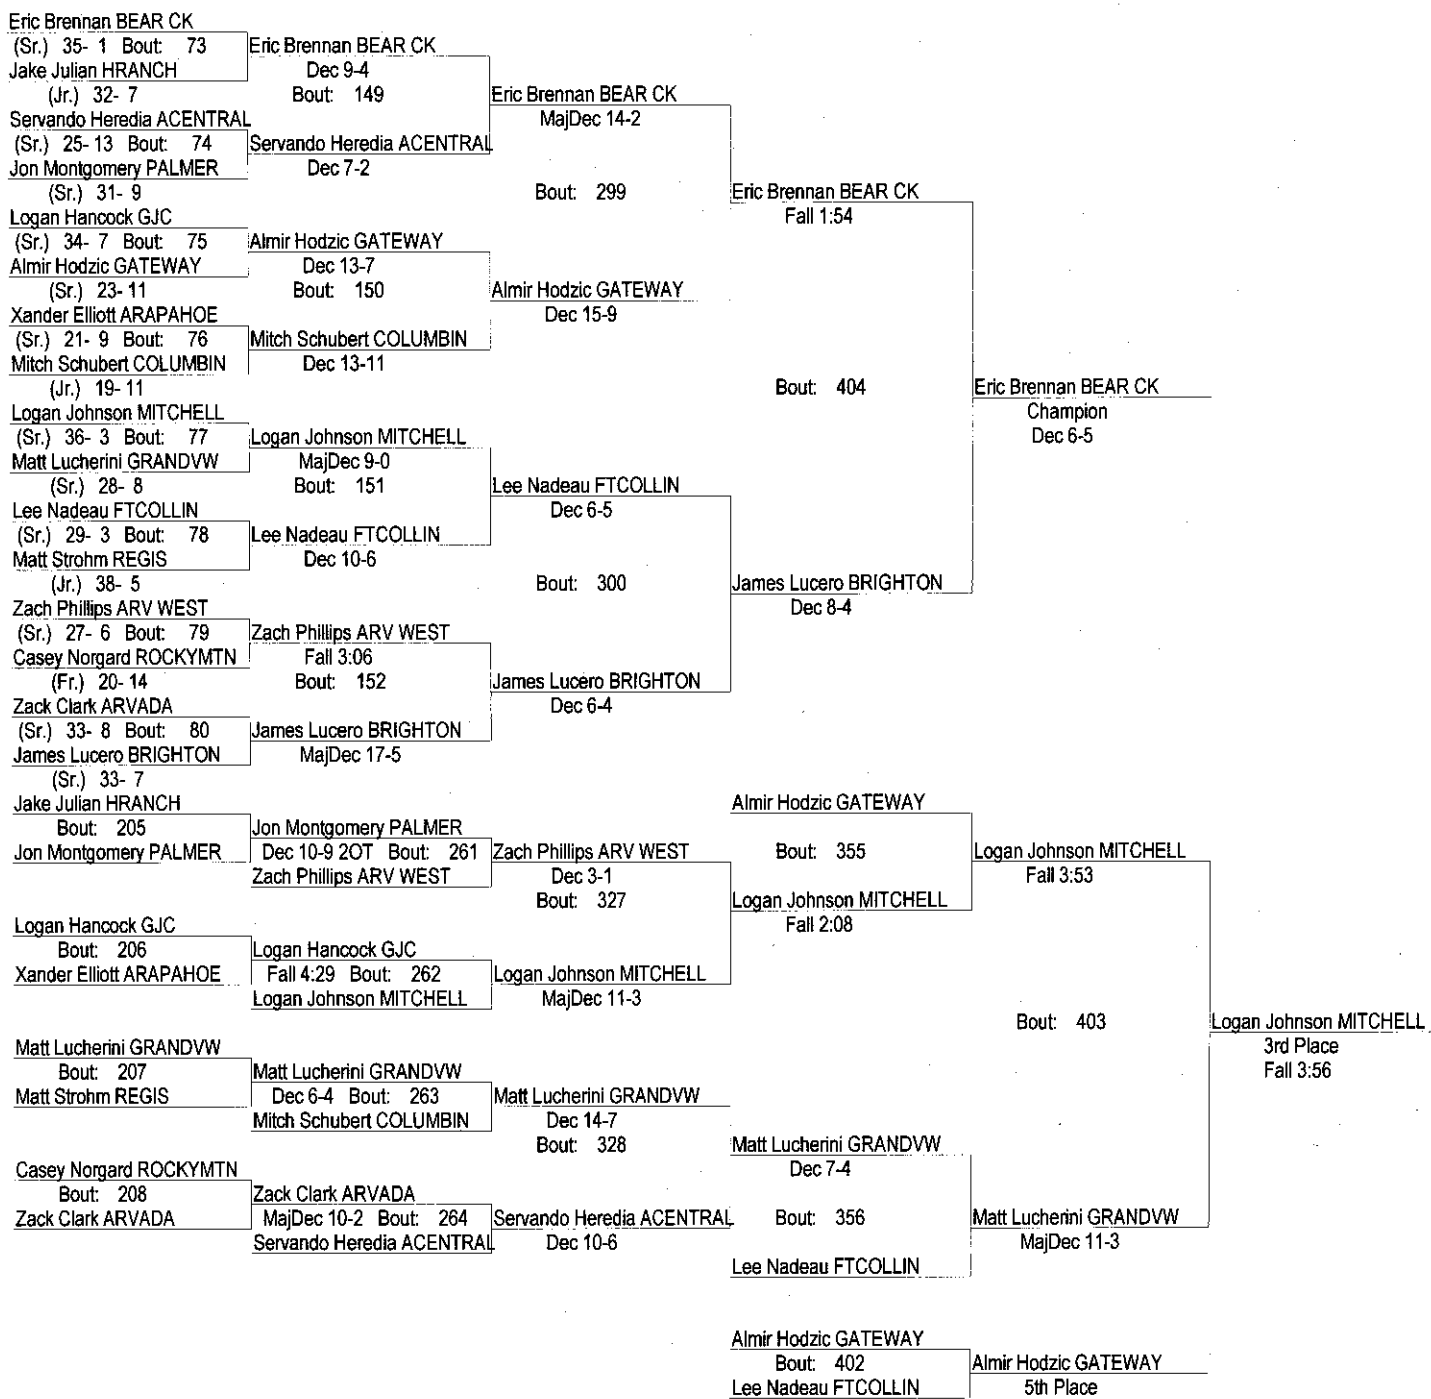 Eric Brennan BEAR CK
(Sr.) 35- 1 Bout: 73
Eric Brennan BEAR CK
Jake Julian HRANCH
Dec 9-4
(Jr.) 32- 7
Bout: 149
Eric Brennan BEAR CK
Servando Heredia ACENTRAL
MajDec 14-2
(Sr.) 25- 13 Bout: 74
Servando Heredia ACENTRAL
Jon Montgomery PALMER
Dec 7-2
(Sr.) 31- 9
Bout: 299
Eric Brennan BEAR CK
Logan Hancock GJC
Fall 1:54
(Sr.) 34- 7 Bout: 75
Almir Hodzic GATEWAY
Almir Hodzic GATEWAY
Dec 13-7
(Sr.) 23- 11
Bout: 150
Almir Hodzic GATEWAY
Xander Elliott ARAPAHOE
Dec 15-9
(Sr.) 21- 9 Bout: 76
Mitch Schubert COLUMBIN
Mitch Schubert COLUMBIN
Dec 13-11
(Jr.) 19- 11
Bout: 404
Eric Brennan BEAR CK
Logan Johnson MITCHELL
Champion
(Sr.) 36- 3 Bout: 77
Logan Johnson MITCHELL
Dec 6-5
Matt Lucherini GRANDVW
MajDec 9-0
(Sr.) 28- 8
Bout: 151
Lee Nadeau FTCOLLIN
Lee Nadeau FTCOLLIN
Dec 6-5
(Sr.) 29- 3 Bout: 78
Lee Nadeau FTCOLLIN
Matt Strohm REGIS
Dec 10-6
(Jr.) 38- 5
Bout: 300
James Lucero BRIGHTON
Zach Phillips ARV WEST
Dec 8-4
(Sr.) 27- 6 Bout: 79
Zach Phillips ARV WEST
Casey Norgard ROCKYMTN
Fall 3:06
(Fr.) 20- 14
Bout: 152
James Lucero BRIGHTON
Zack Clark ARVADA
Dec 6-4
(Sr.) 33- 8 Bout: 80
James Lucero BRIGHTON
James Lucero BRIGHTON
MajDec 17-5
(Sr.) 33- 7
Jake Julian HRANCH
Almir Hodzic GATEWAY
Bout: 205
Jon Montgomery PALMER
Jon Montgomery PALMER
Dec 10-9 2OT Bout: 261
Zach Phillips ARV WEST
Bout: 355
Logan Johnson MITCHELL
Zach Phillips ARV WEST
Dec 3-1
Fall 3:53
Bout: 327
Logan Johnson MITCHELL
Logan Hancock GJC
Fall 2:08
Bout: 206
Logan Hancock GJC
Xander Elliott ARAPAHOE
Fall 4:29 Bout: 262
Logan Johnson MITCHELL
Logan Johnson MITCHELL
MajDec 11-3
Bout: 403
Logan Johnson MITCHELL
Matt Lucherini GRANDVW
3rd Place
Bout: 207
Matt Lucherini GRANDVW
Fall 3:56
Matt Strohm REGIS
Dec 6-4 Bout: 263
Matt Lucherini GRANDVW
Mitch Schubert COLUMBIN
Dec 14-7
Bout: 328
Matt Lucherini GRANDVW
Casey Norgard ROCKYMTN
Dec 7-4
Bout: 208
Zack Clark ARVADA
Zack Clark ARVADA
MajDec 10-2 Bout: 264
Servando Heredia ACENTRAL
Bout: 356
Matt Lucherini GRANDVW
Servando Heredia ACENTRAL
Dec 10-6
MajDec 11-3
Lee Nadeau FTCOLLIN
Almir Hodzic GATEWAY
Bout: 402
Almir Hodzic GATEWAY
Lee Nadeau FTCOLLIN
5th Place